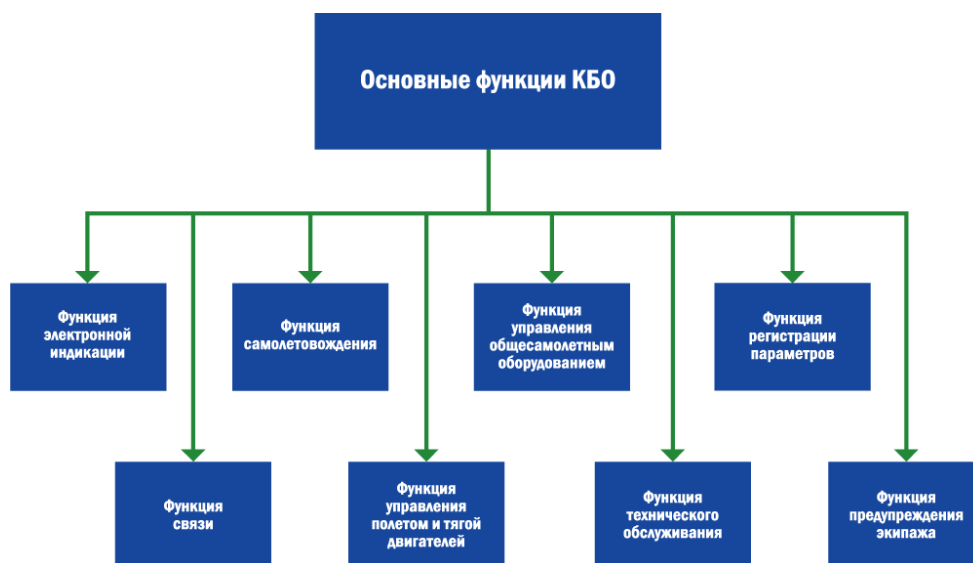 Основные функции КБО
Функция
электронной
индикации
Функция
самолетовождения
Функция
управления
общесамолетным
оборудованием
Функция
регистрации
параметров
Функция
связи
Функция
управления
полетом и тягой
двигателей
Функция
технического
обслуживания
Функция
предупреждения
экипажа